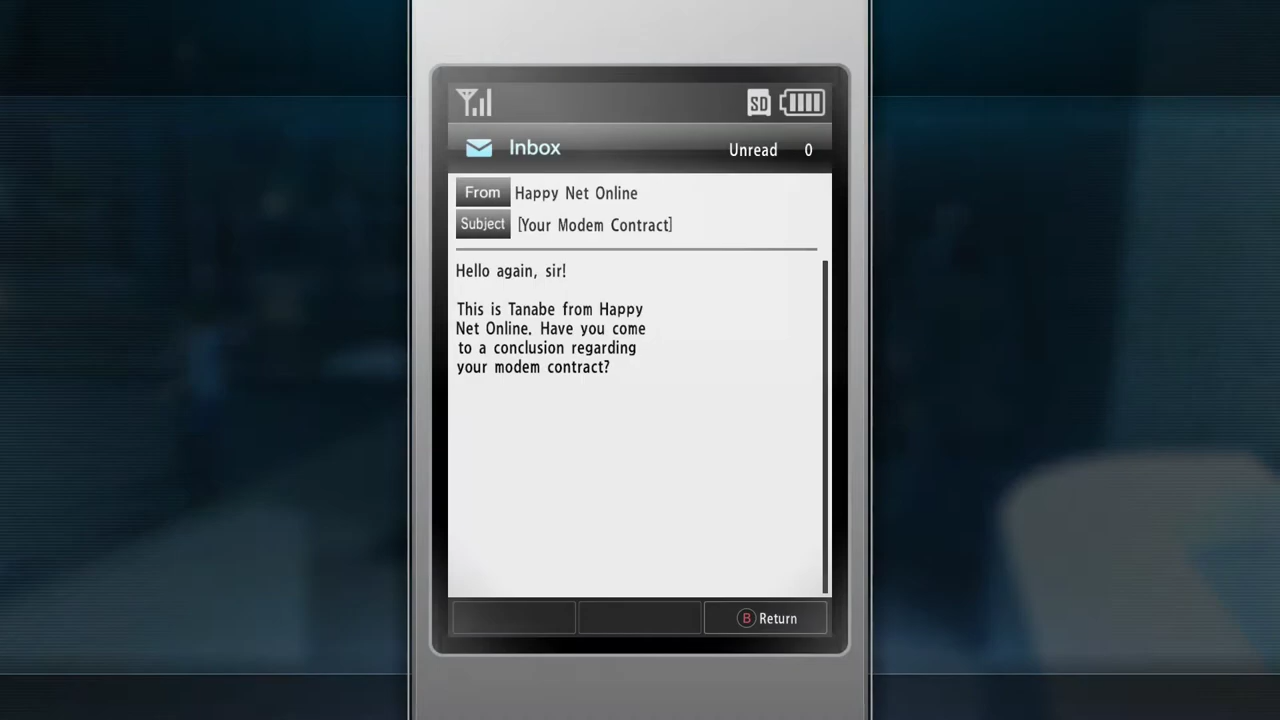 SD
Inbox
Unread 0
From Happy Net Online
Subject [Your Modem Contract]
Hello again, sir!
This is Tanabe from Happy
Net Online. Have you come
to a conclusion regarding
your modem contract?
B Return